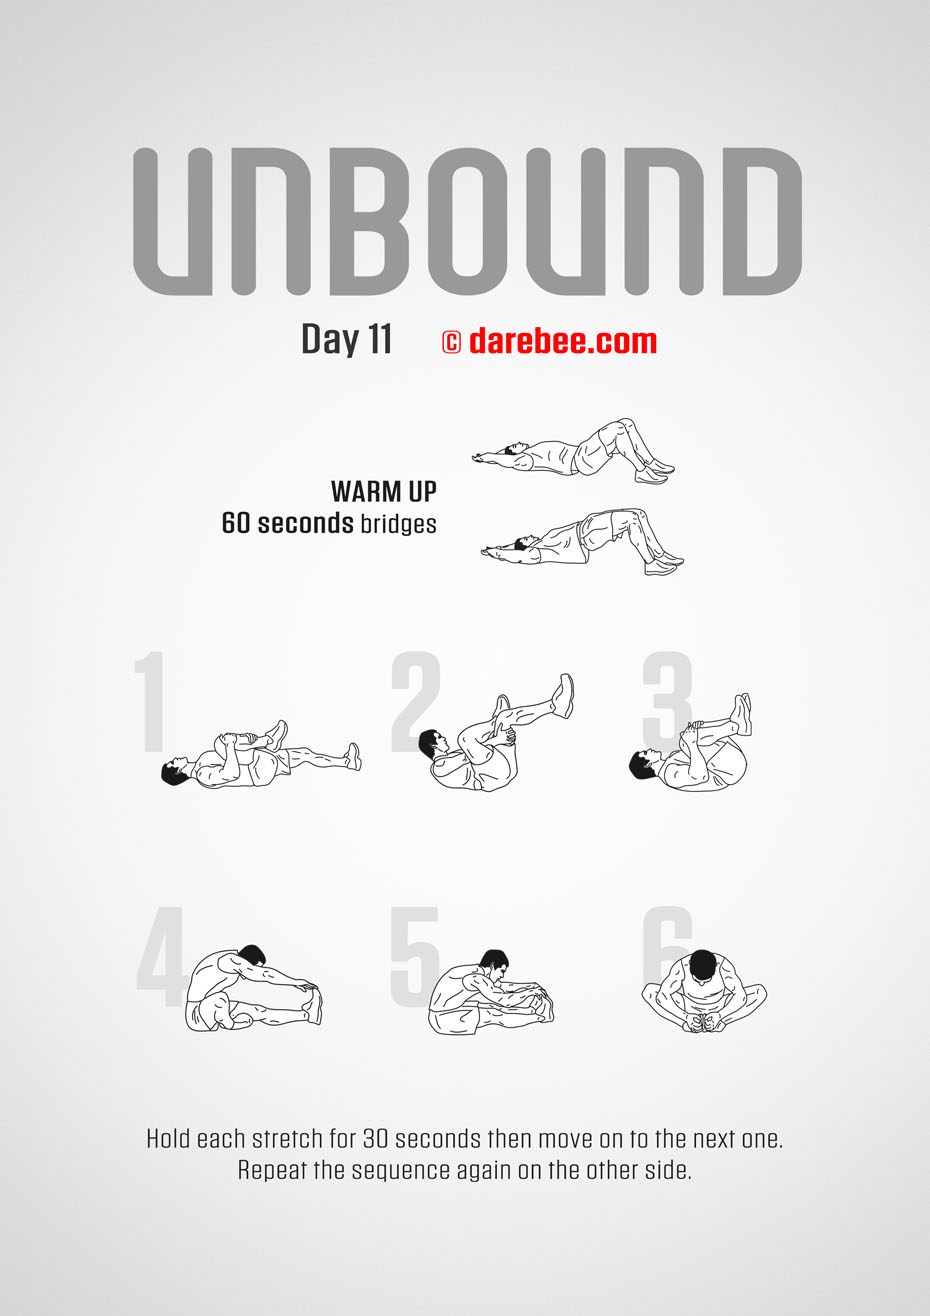 UNBOUND
Day 11 © darebee.com
WARM UP
60 seconds bridges
1
2
3
4
5
6
Hold each stretch for 30 seconds then move on to the next one.
Repeat the sequence again on the other side.